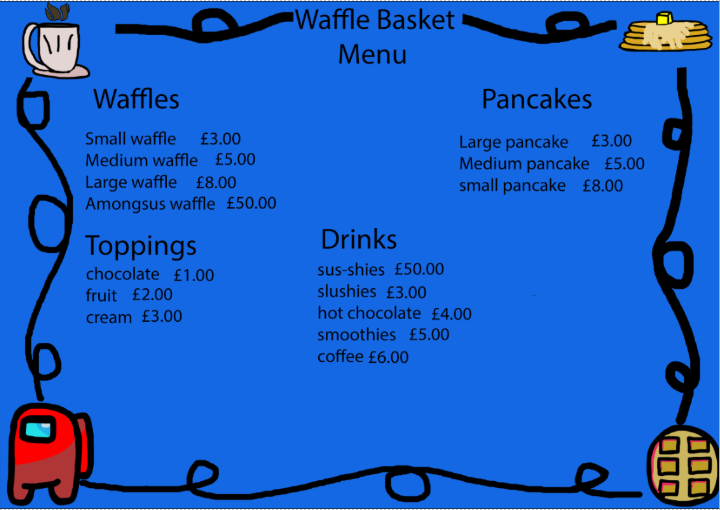 Waffle Basket
Menu
Waffles
Small waffle £3.00
Medium waffle £5.00
Large waffle £8.00
Amongsus waffle £50.00
Pancakes
Large pancake £3.00
Medium pancake £5.00
small pancake £8.00
Toppings
chocolate £1.00
fruit £2.00
cream £3.00
Drinks
sus-shies £50.00
slushies £3.00
hot chocolate £4.00
smoothies £5.00
coffee £6.00